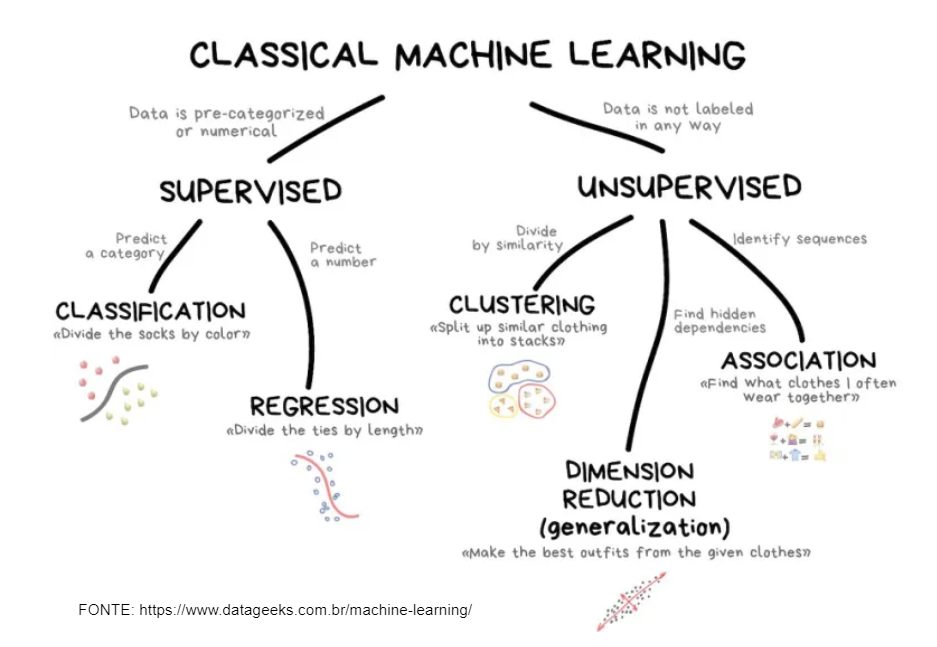 CLASSICAL MACHINE LEARNING
Data is pre-categorized
or numerical
Data is not labeled
in any way
SUPERVISED
UNSUPERVISED
Predict
a category
Predict
a number
Divide
by similarity
Identify sequences
CLASSIFICATION
«Divide the socks by color»
CLUSTERING
«Split up similar clothing
into stacks»
Find hidden
dependencies
ASSOCIATION
«Find what clothes I often
wear together»
REGRESSION
«Divide the ties by length»
DIMENSION
REDUCTION
(generalization)
«Make the best outfits from the given clothes»
FONTE: https://www.datageeks.com.br/machine-learning/